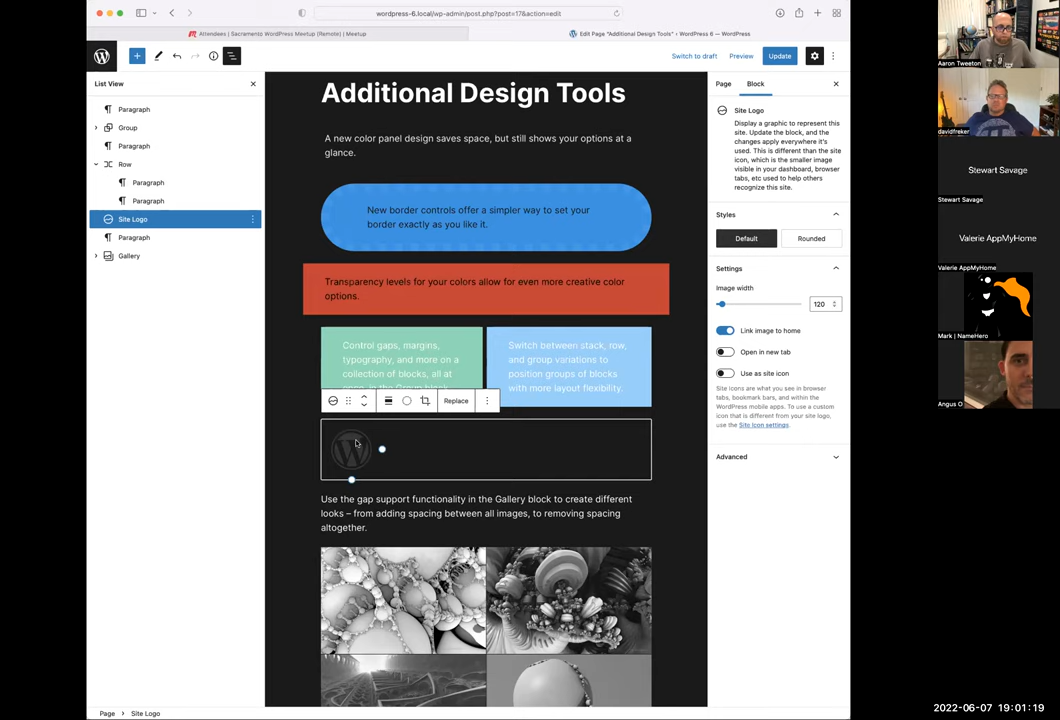 wordpress-6.local/wp-admin/post.php?post=17&action=edit
Attendees | Sacramento WordPress Meetup (Remote) | Meetup
Edit Page "Additional Design Tools" ‹ WordPress 6 — WordPress
Switch to draft
Preview
Update
List View
Paragraph
Group
Paragraph
Row
Paragraph
Paragraph
Site Logo
Paragraph
Gallery
Additional Design Tools
A new color panel design saves space, but still shows your options at a
glance.
New border controls offer a simpler way to set your
border exactly as you like it.
Transparency levels for your colors allow for even more creative color
options.
Control gaps, margins,
typography, and more on a
collection of blocks, all at
once, in the Group block.
Switch between stack, row,
and group variations to
position groups of blocks
with more layout flexibility.
Replace
Use the gap support functionality in the Gallery block to create different
looks – from adding spacing between all images, to removing spacing
altogether.
Page
Block
Site Logo
Display a graphic to represent this
site. Update the block, and the
changes apply everywhere it's
used. This is different than the site
icon, which is the smaller image
visible in your dashboard, browser
tabs, etc used to help others
recognize this site.
Styles
Default
Rounded
Settings
Image width
120
Link image to home
Open in new tab
Use as site icon
Site Icons are what you see in browser
tabs, bookmark bars, and within the
WordPress mobile apps. To use a custom
icon that is different from your site logo,
use the Site Icon settings.
Advanced
Page > Site Logo
Aaron Tweeton
davidfreker
Stewart Savage
Stewart Savage
Valerie AppMyHome
Valerie AppMyHome
Mark | NameHero
Angus O
2022-06-07 19:01:19